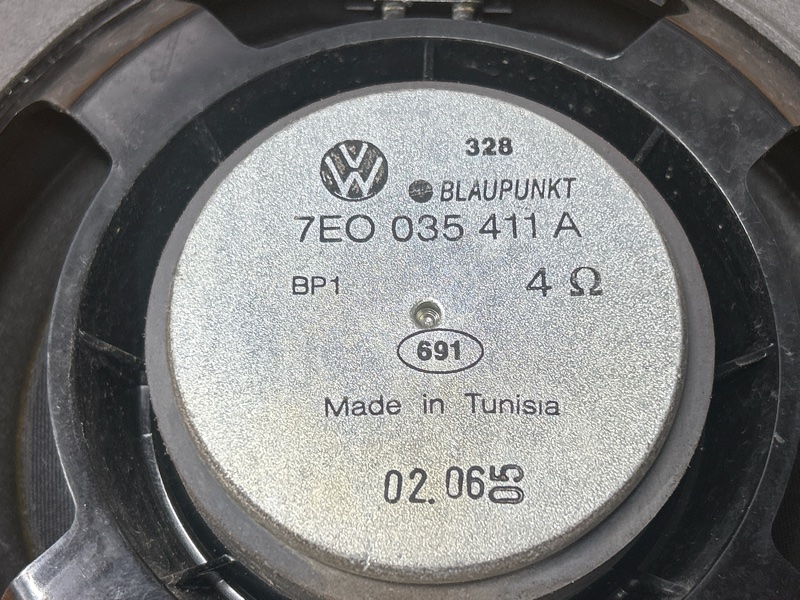 328
BLAUPUNKT
7EO 035 411 A
BP1 4 Ω
691
Made in Tunisia
02.06 05